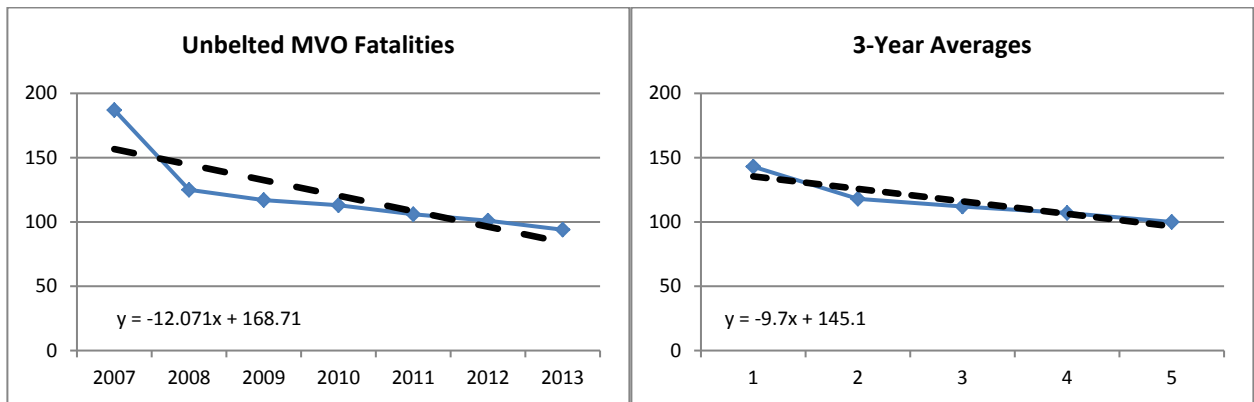 Unbelted MVO Fatalities
200
150
100
50
0
y = -12.071x + 168.71
2007 2008 2009 2010 2011 2012 2013
3-Year Averages
200
150
100
50
0
y = -9.7x + 145.1
1 2 3 4 5